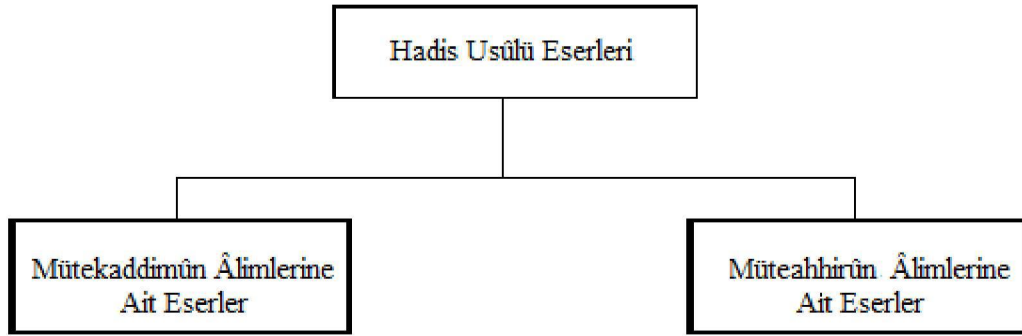 Hadis Usûlü Eserleri
Mütekaddimûn Âlimlerine
Ait Eserler
Müteahhirûn Âlimlerine
Ait Eserler